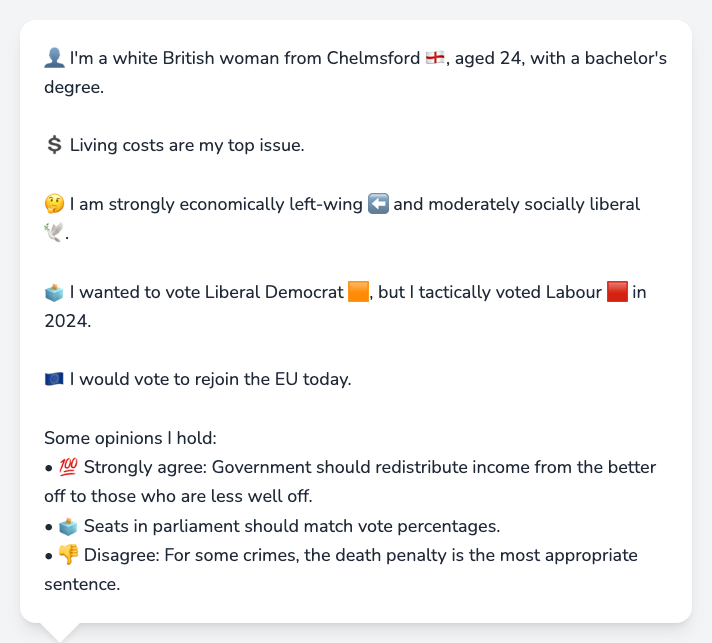 👤 I'm a white British woman from Chelmsford 🏴󠁧󠁢󠁥󠁮󠁧󠁿, aged 24, with a bachelor's
degree.
💲 Living costs are my top issue.
🤔 I am strongly economically left-wing ⬅️ and moderately socially liberal
🕊️.
🗳️ I wanted to vote Liberal Democrat 🟧, but I tactically voted Labour 🟥 in
2024.
🇪🇺 I would vote to rejoin the EU today.
Some opinions I hold:
• 💯 Strongly agree: Government should redistribute income from the better
off to those who are less well off.
• 🗳️ Seats in parliament should match vote percentages.
• 👎 Disagree: For some crimes, the death penalty is the most appropriate
sentence.